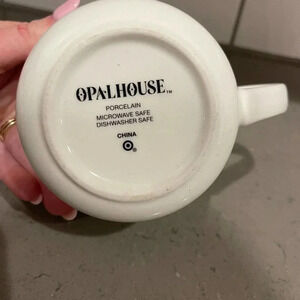 OPALHOUSE™
PORCELAIN
MICROWAVE SAFE
DISHWASHER SAFE
CHINA